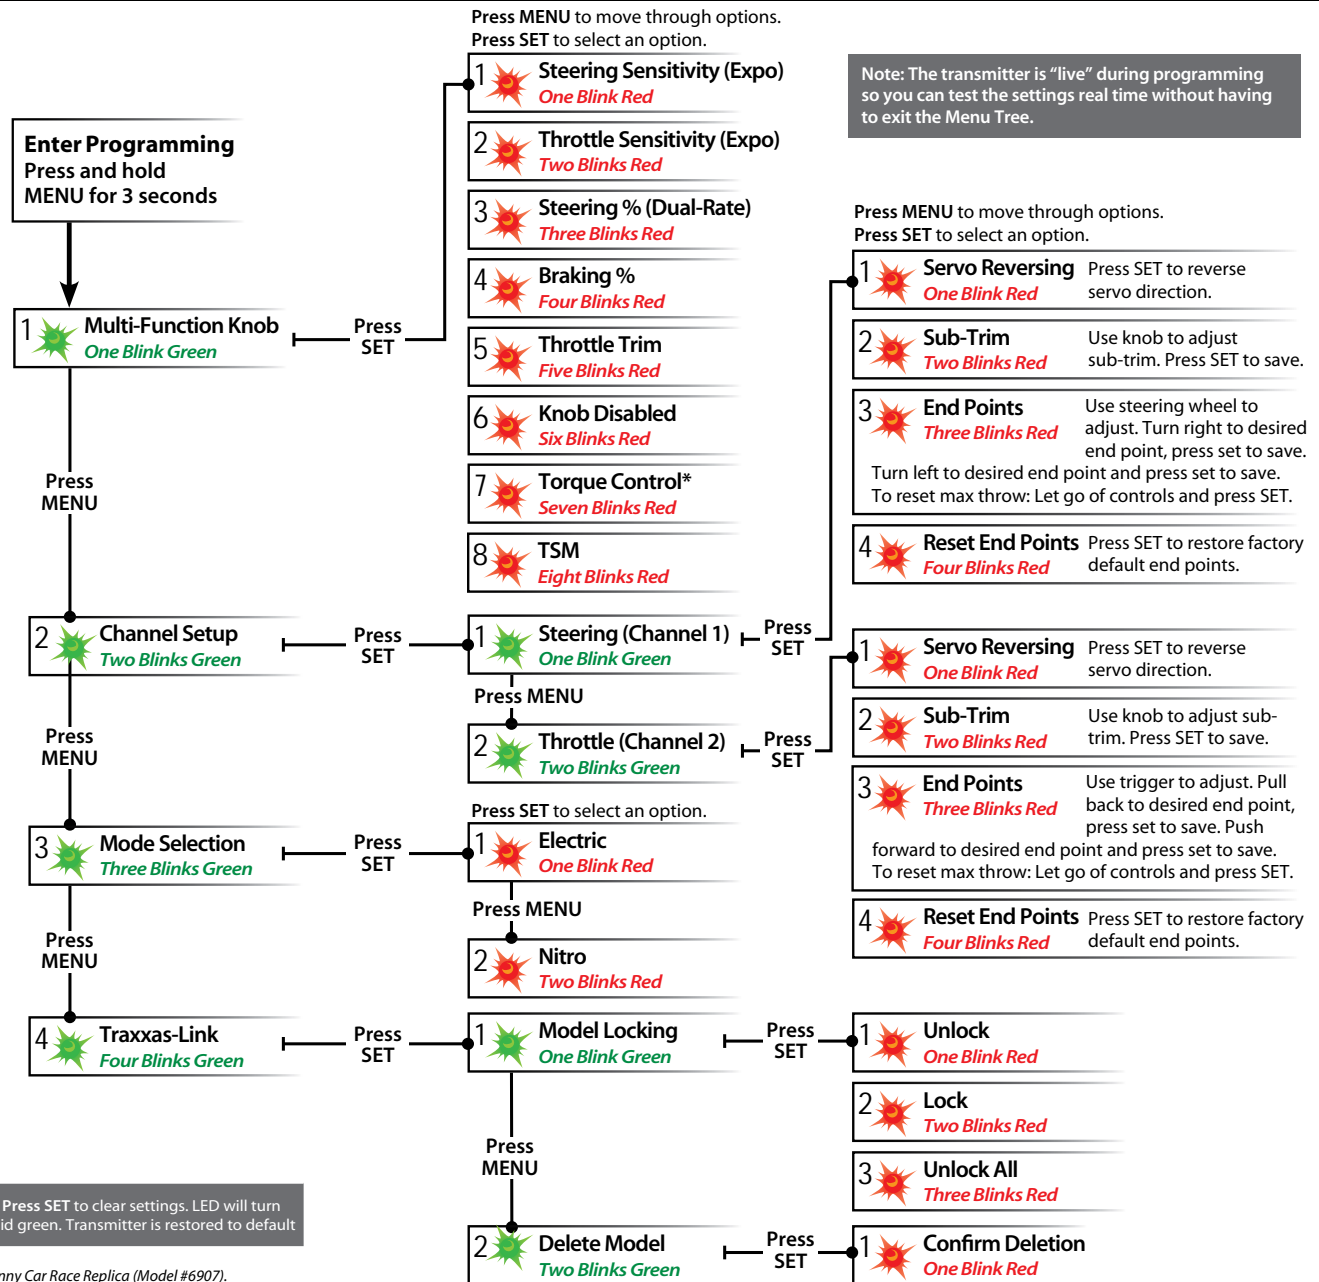 Press MENU to move through options.
Press SET to select an option.
1 Steering Sensitivity (Expo)
One Blink Red
2 Throttle Sensitivity (Expo)
Two Blinks Red
3 Steering % (Dual-Rate)
Three Blinks Red
4 Braking %
Four Blinks Red
5 Throttle Trim
Five Blinks Red
6 Knob Disabled
Six Blinks Red
7 Torque Control*
Seven Blinks Red
8 TSM
Eight Blinks Red
Note: The transmitter is “live” during programming
so you can test the settings real time without having
to exit the Menu Tree.
Enter Programming
Press and hold
MENU for 3 seconds
1 Multi-Function Knob
One Blink Green
Press
SET
Press
MENU
2 Channel Setup
Two Blinks Green
Press
SET
1 Steering (Channel 1)
One Blink Green
Press
SET
Press MENU
2 Throttle (Channel 2)
Two Blinks Green
Press
SET
Press MENU to move through options.
Press SET to select an option.
1 Servo Reversing Press SET to reverse
One Blink Red servo direction.
2 Sub-Trim Use knob to adjust
Two Blinks Red sub-trim. Press SET to save.
3 End Points Use steering wheel to
Three Blinks Red adjust. Turn right to desired
end point, press set to save.
Turn left to desired end point and press set to save.
To reset max throw: Let go of controls and press SET.
4 Reset End Points Press SET to restore factory
Four Blinks Red default end points.
1 Servo Reversing Press SET to reverse
One Blink Red servo direction.
2 Sub-Trim Use knob to adjust sub-
Two Blinks Red trim. Press SET to save.
3 End Points Use trigger to adjust. Pull
Three Blinks Red back to desired end point,
press set to save. Push
forward to desired end point and press set to save.
To reset max throw: Let go of controls and press SET.
4 Reset End Points Press SET to restore factory
Four Blinks Red default end points.
Press
MENU
3 Mode Selection
Three Blinks Green
Press
SET
Press SET to select an option.
1 Electric
One Blink Red
Press MENU
2 Nitro
Two Blinks Red
Press
MENU
4 Traxxas-Link
Four Blinks Green
Press
SET
1 Model Locking
One Blink Green
Press
SET
1 Unlock
One Blink Red
2 Lock
Two Blinks Red
3 Unlock All
Three Blinks Red
Press
MENU
2 Delete Model
Two Blinks Green
Press
SET
1 Confirm Deletion
One Blink Red
Press SET to clear settings. LED will turn
id green. Transmitter is restored to default
nny Car Race Replica (Model #6907).